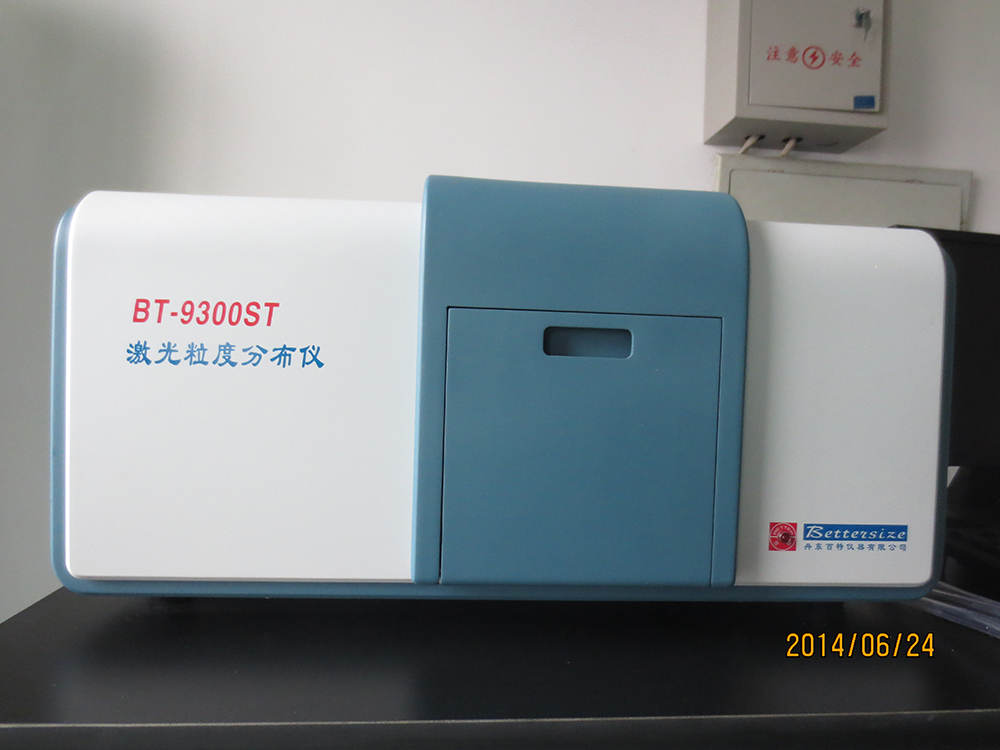 注意 安全
BT-9300ST
激光粒度分布仪
Bettersize
丹东百特仪器有限公司
2014/06/24